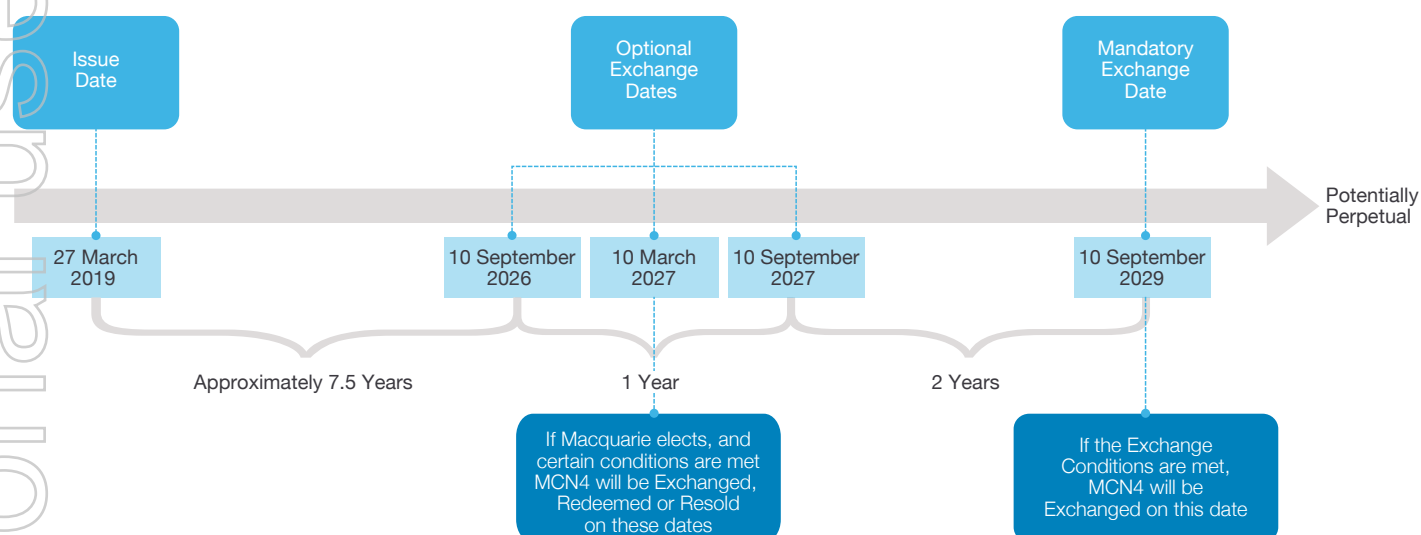 Issue
Date
Optional
Exchange
Dates
Mandatory
Exchange
Date
Potentially
Perpetual
27 March
2019
10 September
2026
10 March
2027
10 September
2027
10 September
2029
Approximately 7.5 Years
1 Year
2 Years
If Macquarie elects, and
certain conditions are met
MCN4 will be Exchanged,
Redeemed or Resold
on these dates
If the Exchange
Conditions are met,
MCN4 will be
Exchanged on this date